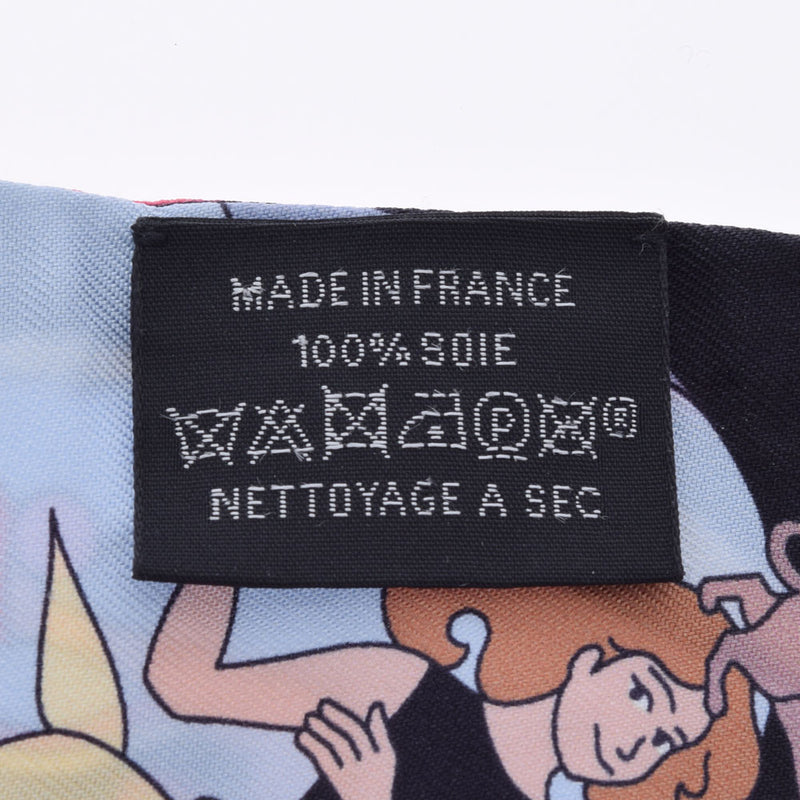 MADE IN FRANCE
100% SOIE
P ®
NETTOYAGE A SEC